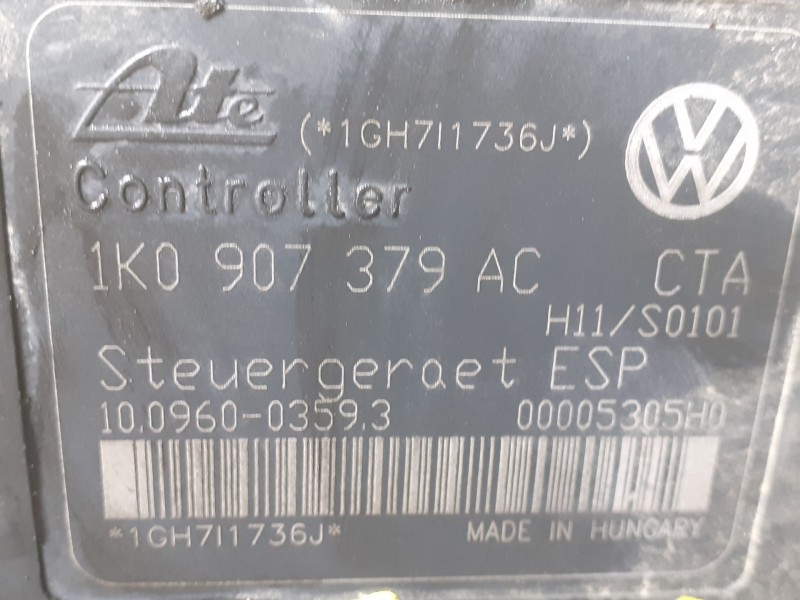 Ate (*1GH7I1736J*)
Controller
1K0 907 379 AC CTA
H11/S0101
Steuergeraet ESP
10.0960-0359.3 00005305H0
*1GH7I1736J* MADE IN HUNGARY